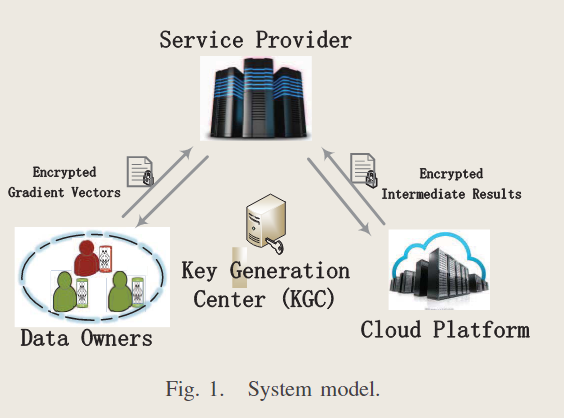 Service Provider
Encrypted
Gradient Vectors
Encrypted
Intermediate Results
Key Generation
Center (KGC)
Data Owners
Cloud Platform
Fig. 1. System model.